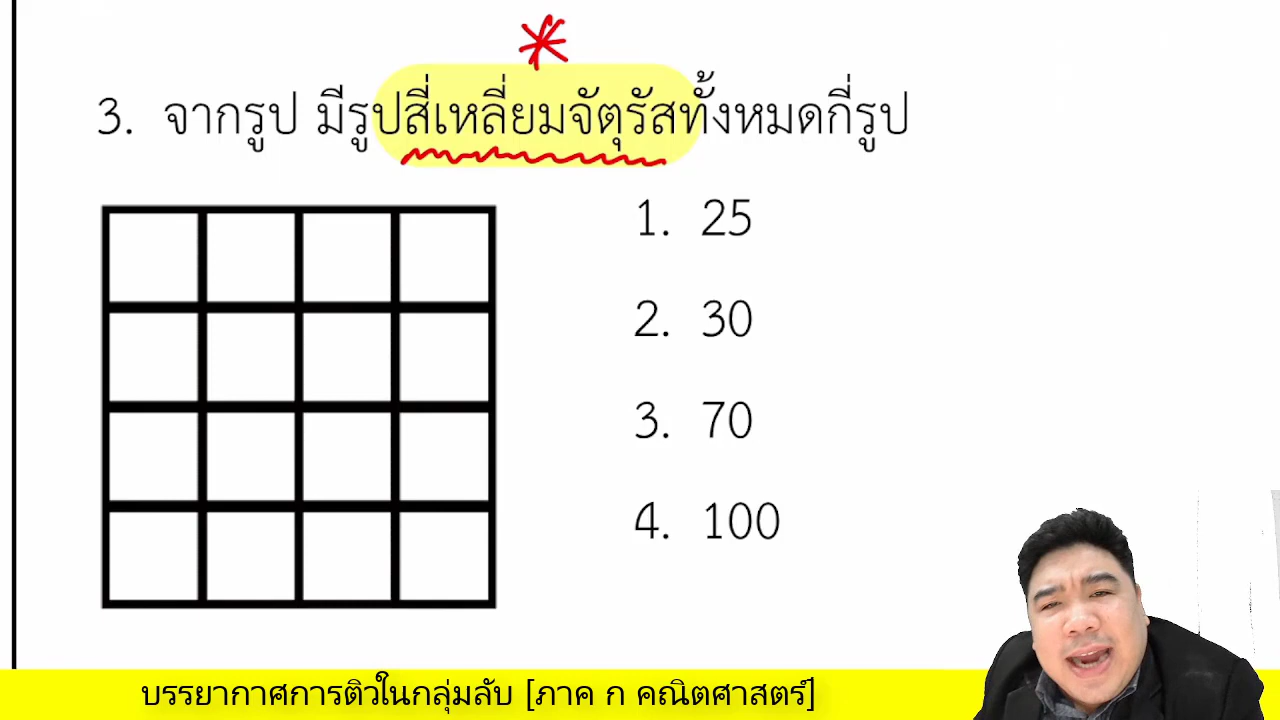 3. จากรูป มีรูปสี่เหลี่ยมจัตุรัสทั้งหมดกี่รูป
1. 25
2. 30
3. 70
4. 100
บรรยากาศการติวในกลุ่มลับ [ภาค ก คณิตศาสตร์]